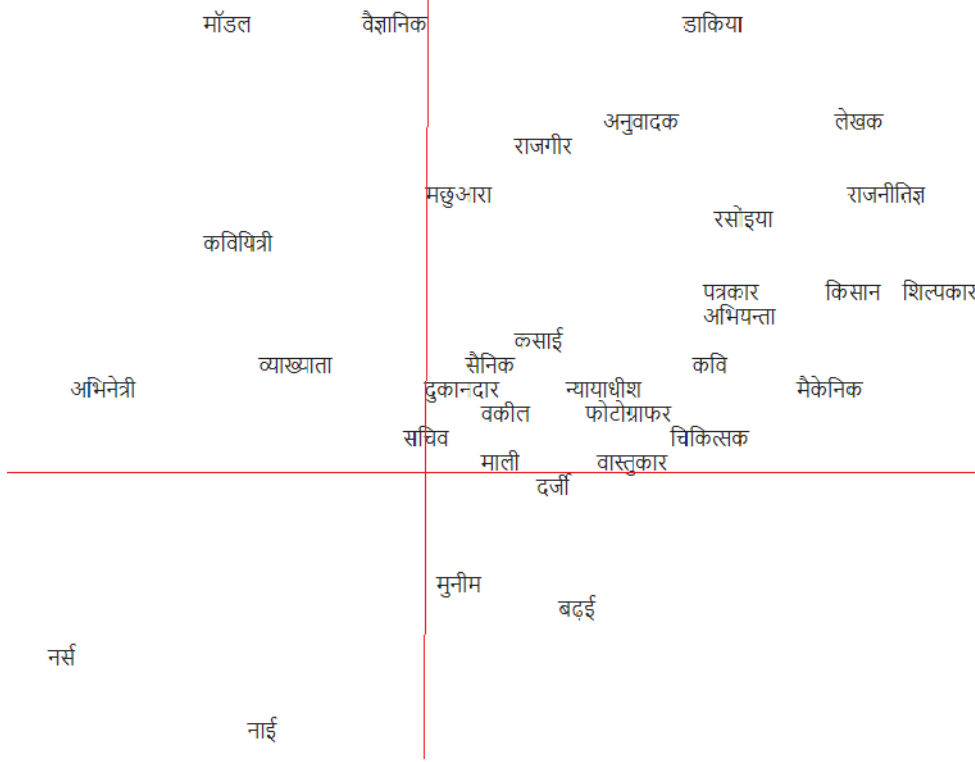 मॉडल वैज्ञानिक डाकिया
अनुवादक लेखक
राजगीर
मछुआरा राजनीतिज्ञ
रसोंइया
कवियित्री
पत्रकार किसान शिल्पकार
अभियन्ता
कसाई
व्याख्याता सैनिक कवि
अभिनेत्री दुकानदार न्यायाधीश मैकेनिक
वकील फोटोग्राफर
सचिव चिकित्सक
माली वास्तुकार
दर्जी
मुनीम
बढ़ई
नर्स
नाई